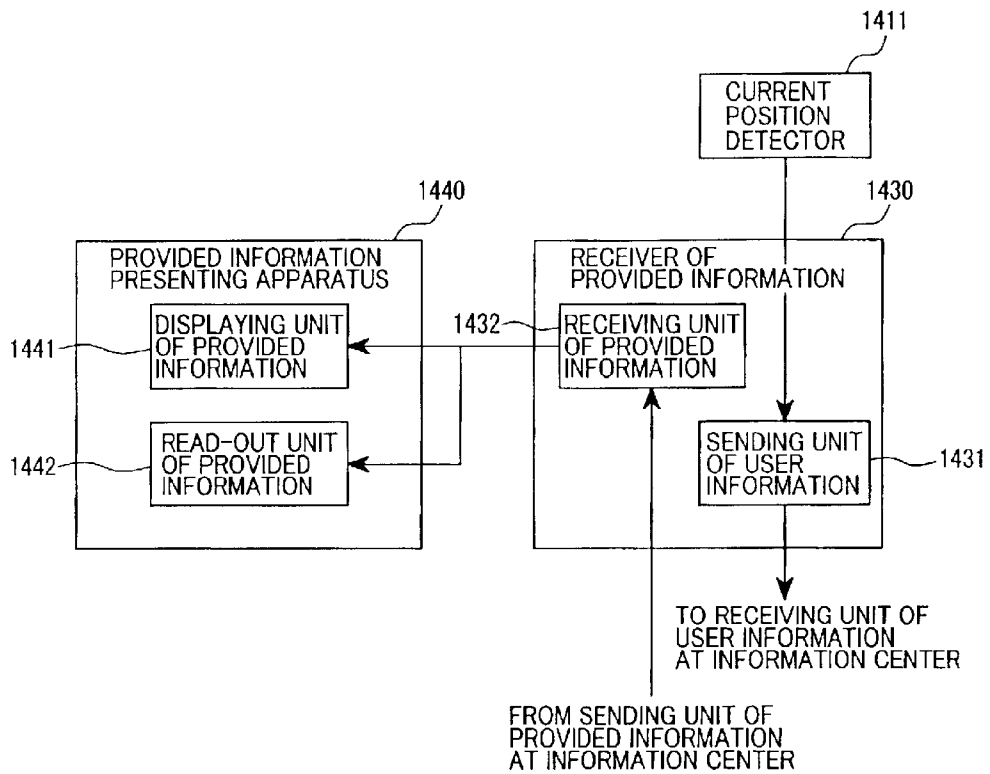 1411
CURRENT
POSITION
DETECTOR
1440
1430
PROVIDED INFORMATION
PRESENTING APPARATUS
RECEIVER OF
PROVIDED INFORMATION
1441
DISPLAYING UNIT
OF PROVIDED
INFORMATION
1432
RECEIVING UNIT
OF PROVIDED
INFORMATION
1442
READ-OUT UNIT
OF PROVIDED
INFORMATION
SENDING UNIT
OF USER
INFORMATION
1431
TO RECEIVING UNIT OF
USER INFORMATION
AT INFORMATION CENTER
FROM SENDING UNIT OF
PROVIDED INFORMATION
AT INFORMATION CENTER